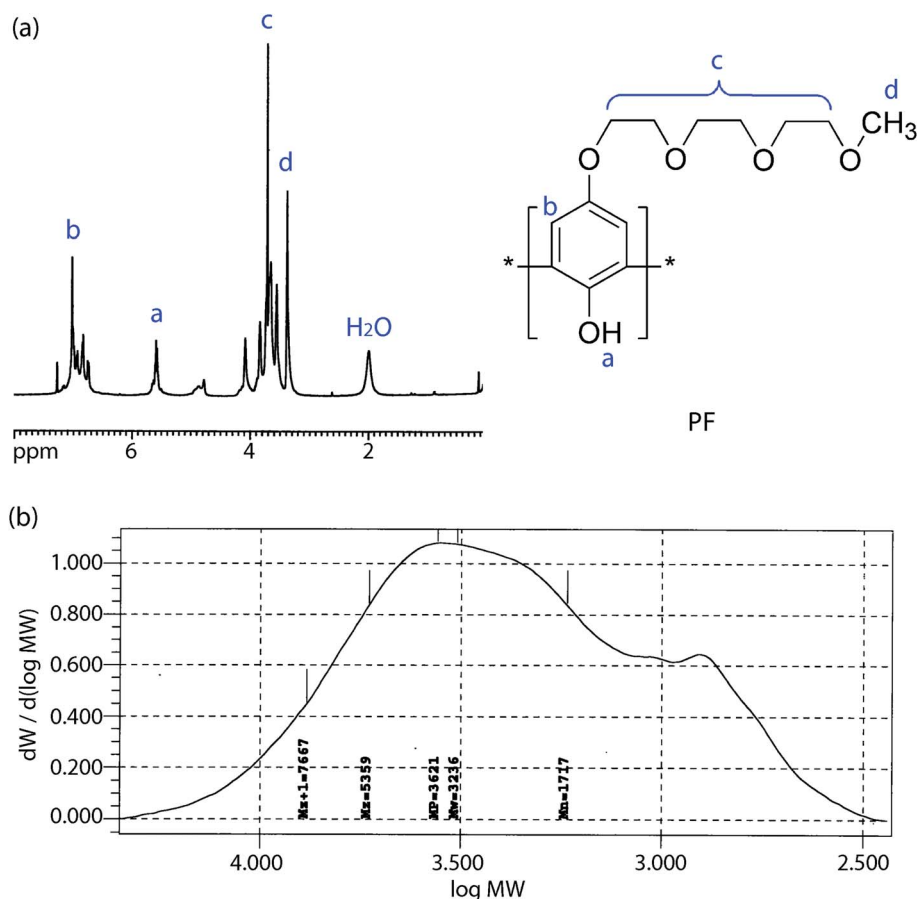 (a)
c
d
b
a
H2O
ppm
6
4
2
c
d
CH3
O
O
O
O
b
*
*
OH
a
PF
(b)
dW / d(log MW)
1.000
0.800
0.600
0.400
0.200
0.000
Mz+1=7667
Mz=5359
MP=3621
Mw=3236
Mn=1717
4.000
3.500
3.000
2.500
log MW